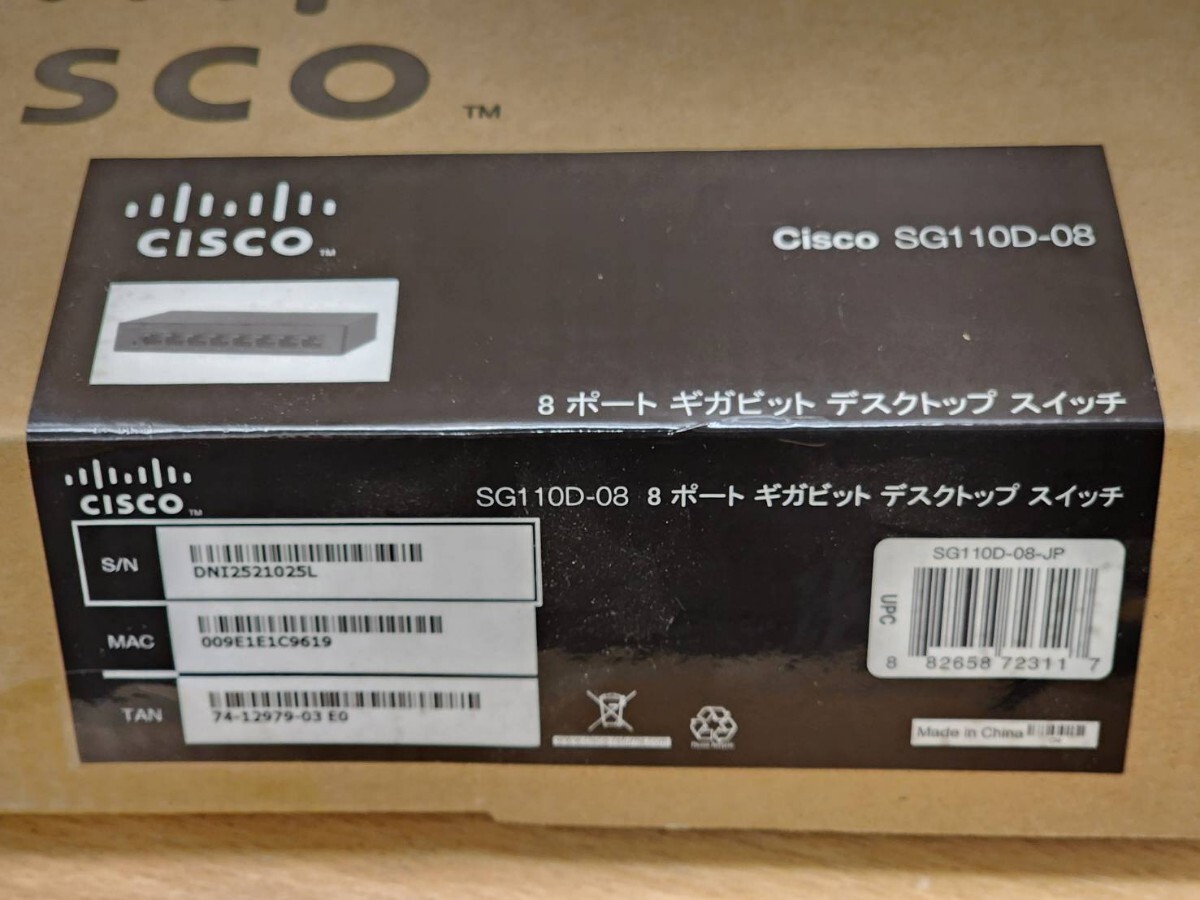 SCO ™
CISCO™
Cisco SG110D-08
8 ポート ギガビット デスクトップ スイッチ
CISCO™
SG110D-08 8 ポート ギガビット デスクトップ スイッチ
S/N
DNI2521025L
MAC
009E1E1C9619
TAN
74-12979-03 E0
SG110D-08-JP
UPC
8 82658 72311 7
Made in China